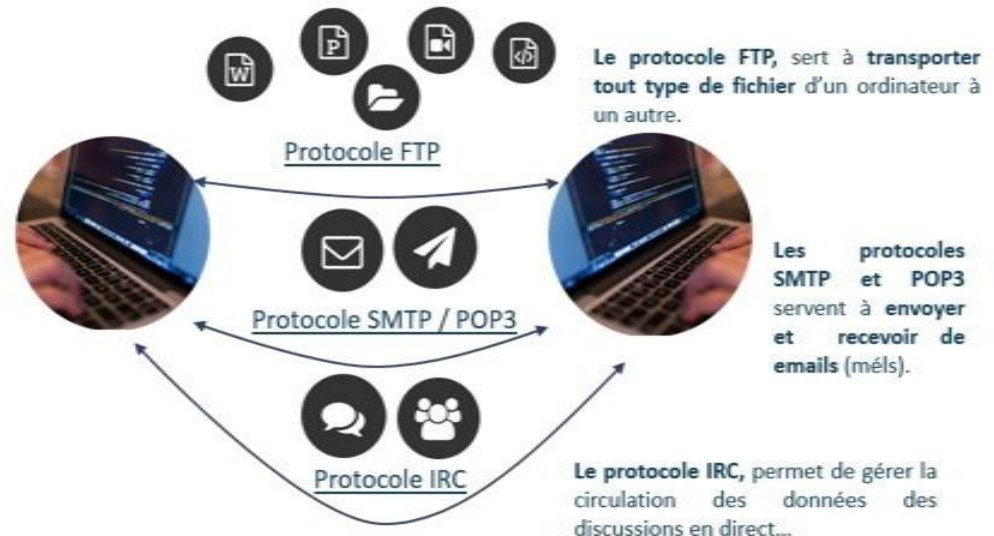 Le protocole FTP, sert à transporter
tout type de fichier d'un ordinateur à
un autre.
W
P
Protocole FTP
Les protocoles
SMTP et POP3
servent à envoyer
et recevoir de
emails (méls).
Protocole SMTP / POP3
Protocole IRC
Le protocole IRC, permet de gérer la
circulation des données des
discussions en direct...